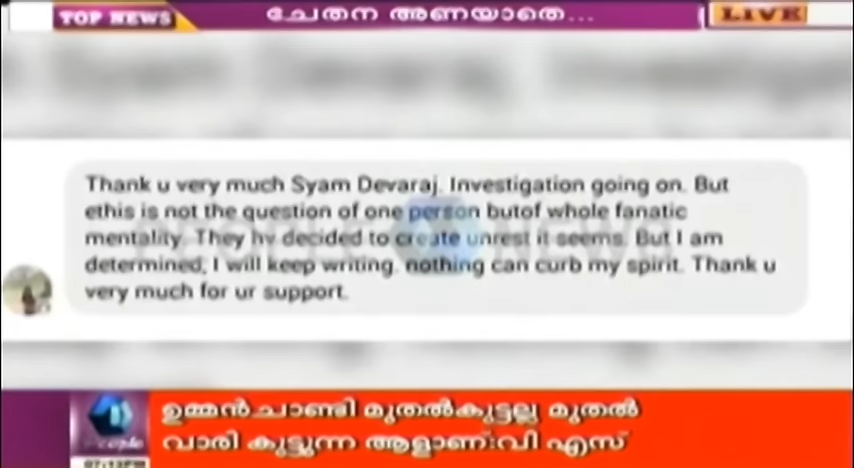 TOP NEWS
ചേതന അണയാതെ...
LIVE
Thank u very much Syam Devaraj. Investigation going on. But
ethis is not the question of one person butof whole fanatic
mentality. They hv decided to create unrest it seems. But I am
determined, I will keep writing. nothing can curb my spirit. Thank u
very much for ur support.
ഉമ്മൻചാണ്ടി മുതൽകൂട്ടല്ല മുതൽ
വാരി കൂട്ടുന്ന ആളാണ്:വി എസ്
people
07:13PM